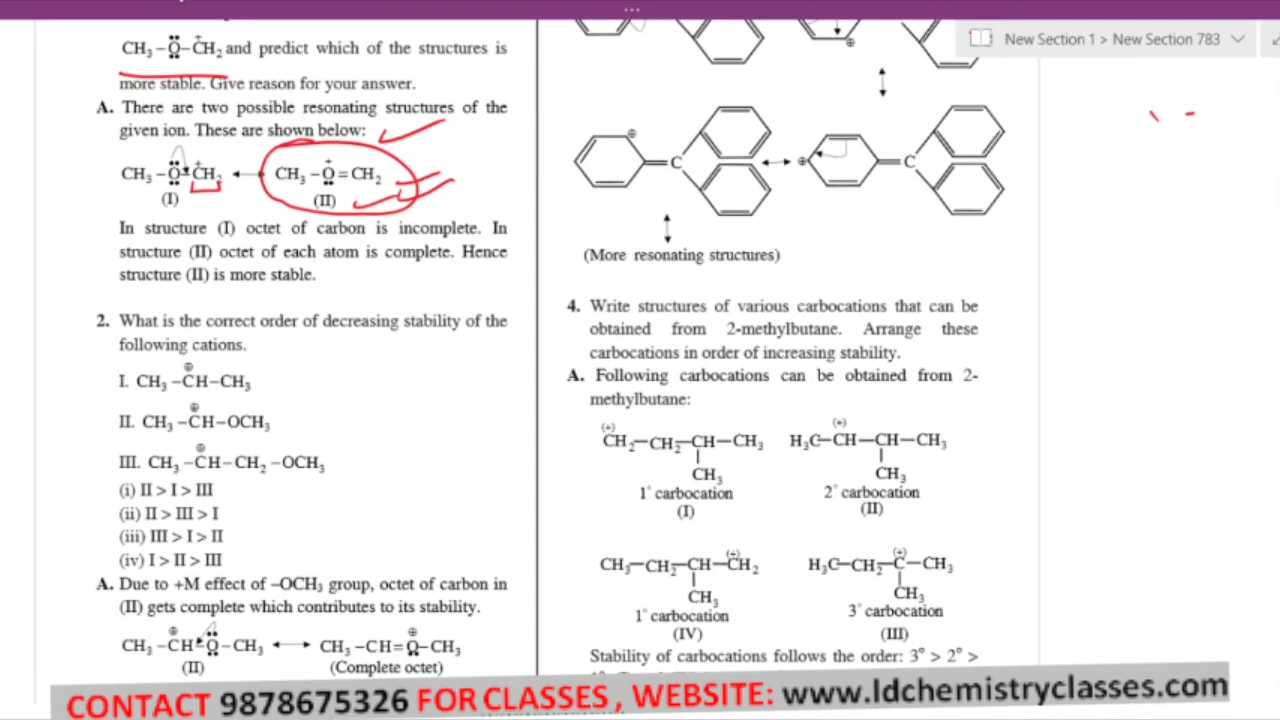 New Section 1 > New Section 783
CH₃–Ö–C⁺H₂ and predict which of the structures is
more stable. Give reason for your answer.
A. There are two possible resonating structures of the
given ion. These are shown below:
CH₃–Ö–C⁺H₂ ⟷ CH₃–O⁺=CH₂
(I) (II)
In structure (I) octet of carbon is incomplete. In
structure (II) octet of each atom is complete. Hence
structure (II) is more stable.
2. What is the correct order of decreasing stability of the
following cations.
I. CH₃–C⊕H–CH₃
II. CH₃–C⊕H–OCH₃
III. CH₃–C⊕H–CH₂–OCH₃
(i) II > I > III
(ii) II > III > I
(iii) III > I > II
(iv) I > II > III
A. Due to +M effect of –OCH₃ group, octet of carbon in
(II) gets complete which contributes to its stability.
CH₃–C⊕H–Ö–CH₃ ⟷ CH₃–CH=O⊕–CH₃
(II) (Complete octet)
⊕
⊕ C ⟷ ⊕ C
(More resonating structures)
4. Write structures of various carbocations that can be
obtained from 2-methylbutane. Arrange these
carbocations in order of increasing stability.
A. Following carbocations can be obtained from 2-
methylbutane:
(+) (+)
CH₂–CH₂–CH–CH₃ H₃C–CH–CH–CH₃
CH₃ CH₃
1° carbocation 2° carbocation
(I) (II)
(+) (+)
CH₃–CH₂–CH–CH₂ H₃C–CH₂–C–CH₃
CH₃ CH₃
1° carbocation 3° carbocation
(IV) (III)
Stability of carbocations follows the order: 3° > 2° >
CONTACT 9878675326 FOR CLASSES , WEBSITE: www.ldchemistryclasses.com